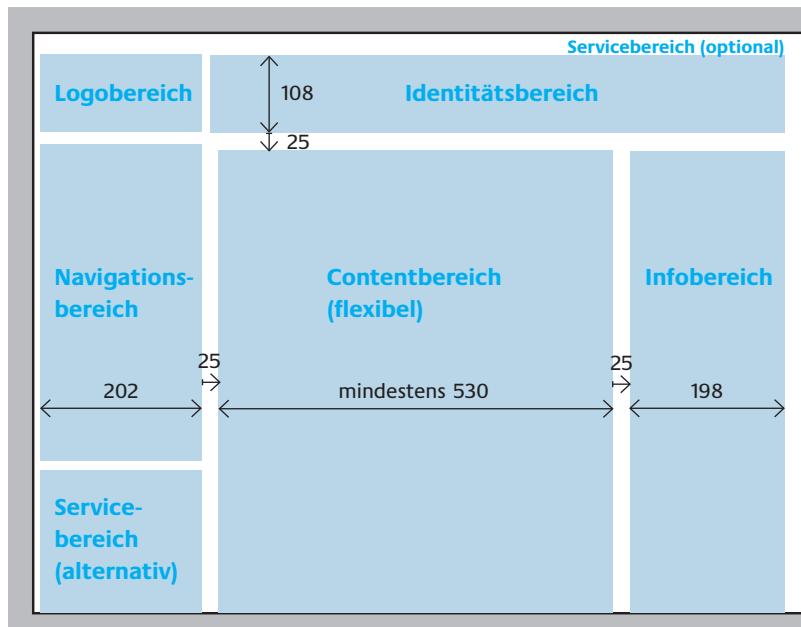 Servicebereich (optional)
Logobereich
108
Identitätsbereich
25
Navigations-
bereich
Contentbereich
(flexibel)
Infobereich
25
25
202
mindestens 530
198
Service-
bereich
(alternativ)